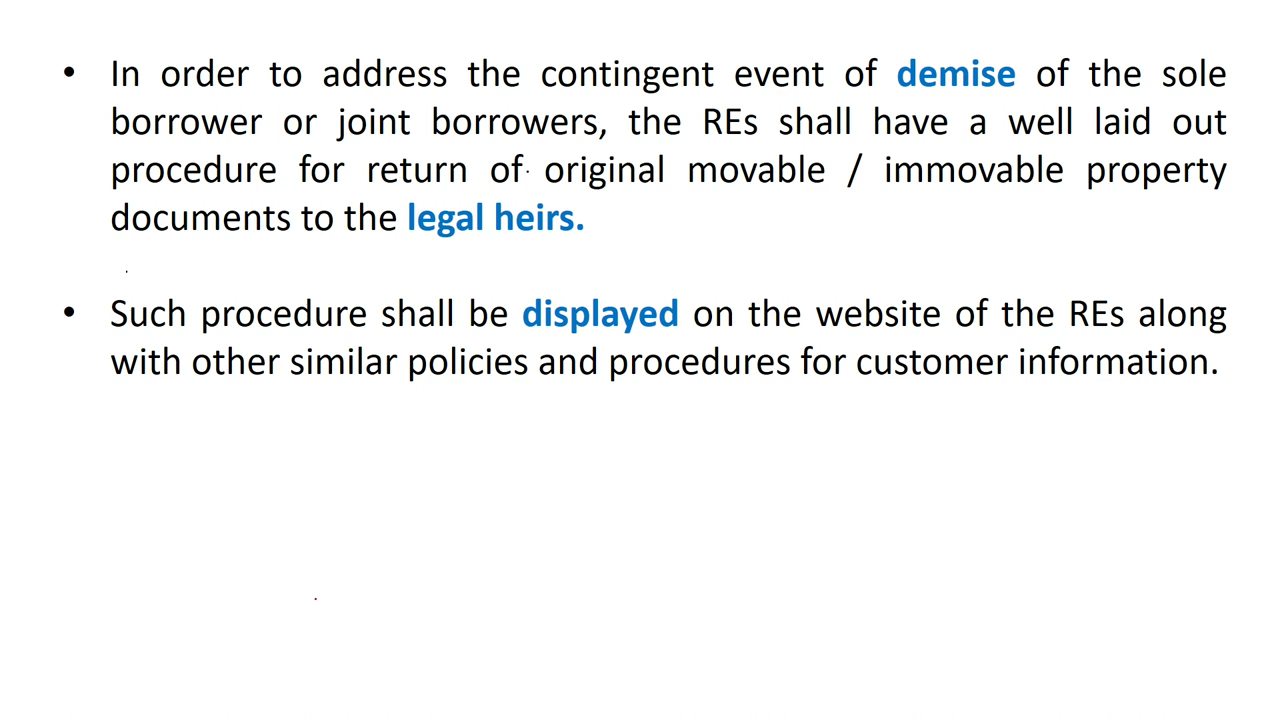 • In order to address the contingent event of demise of the sole
borrower or joint borrowers, the REs shall have a well laid out
procedure for return of original movable / immovable property
documents to the legal heirs.
• Such procedure shall be displayed on the website of the REs along
with other similar policies and procedures for customer information.